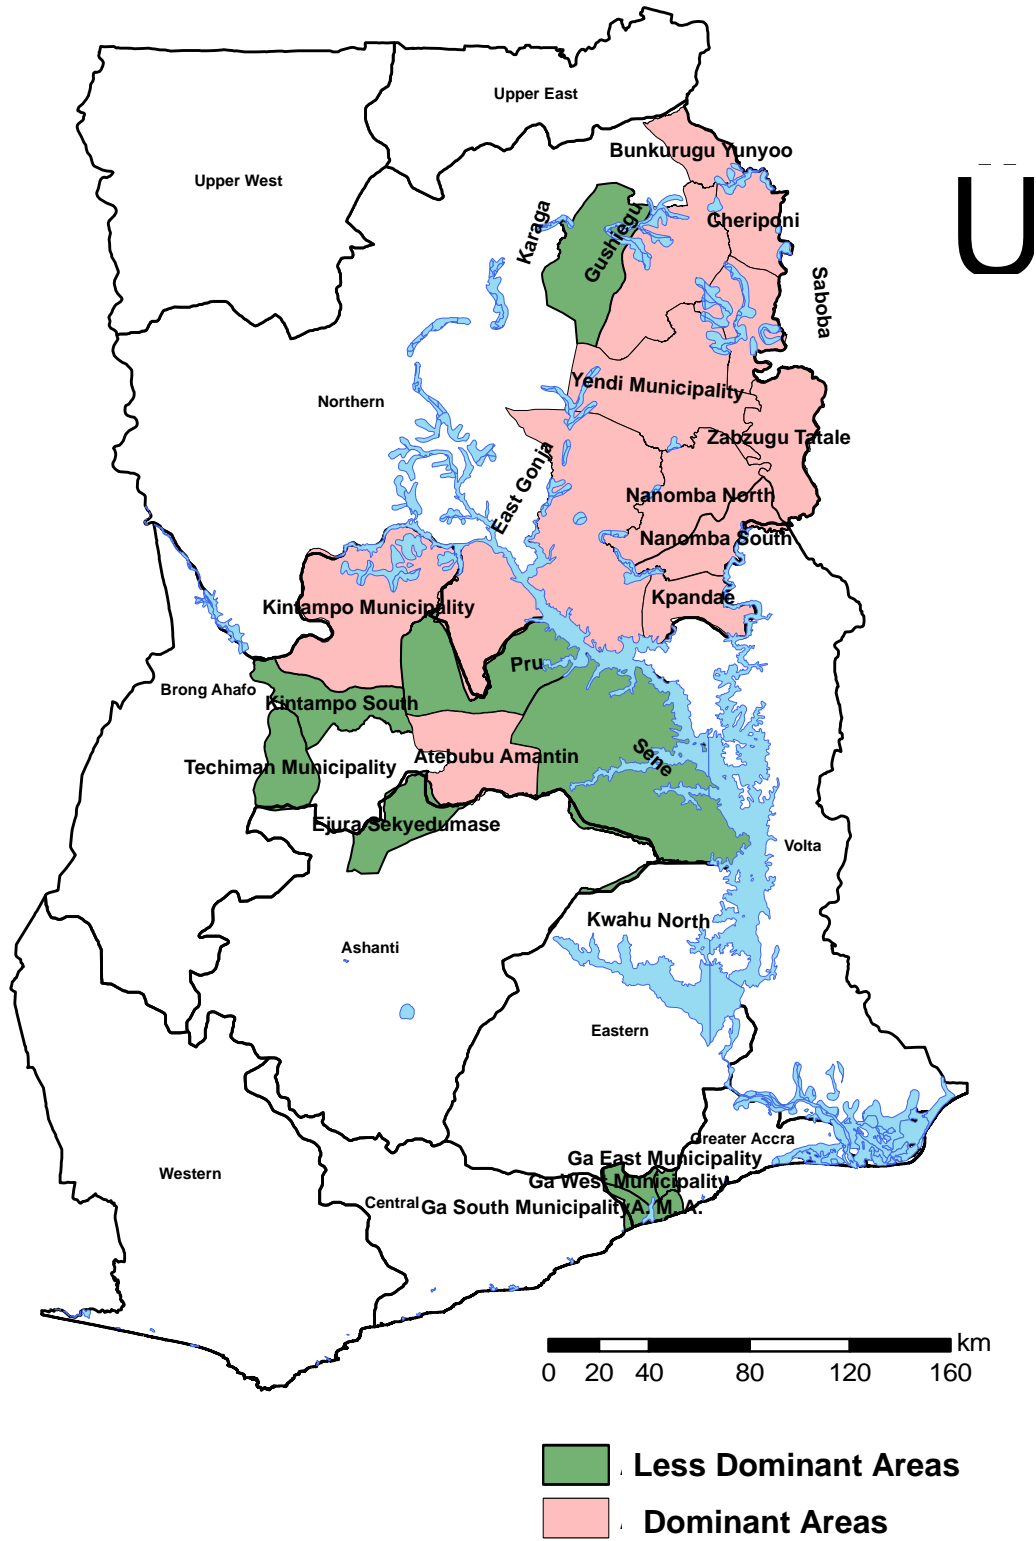 Upper East
Bunkurugu Yunyoo
Upper West
Cheriponi
Karaga
Gushiegu
Saboba
U
Northern
Yendi Municipality
Zabzugu Tatale
East Gonja
Nanomba North
Nanomba South
Kpandae
Kintampo Municipality
Pru
Brong Ahafo
Kintampo South
Atebubu Amantin
Sene
Techiman Municipality
Ejura Sekyedumase
Volta
Kwahu North
Ashanti
Eastern
Greater Accra
Ga East Municipality
Western
Ga West Municipality
Central
Ga South Municipality
A. M. A.
km
0 20 40 80 120 160
Less Dominant Areas
Dominant Areas